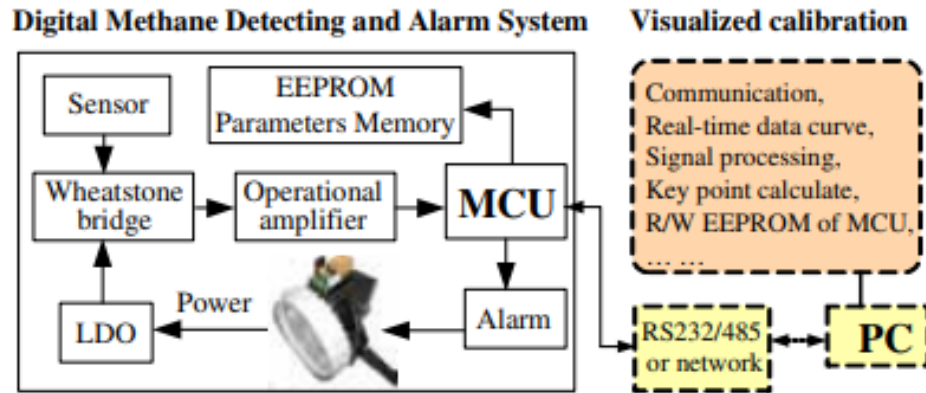 Digital Methane Detecting and Alarm System
Visualized calibration
Sensor
EEPROM
Parameters Memory
Wheatstone
bridge
Operational
amplifier
MCU
LDO
Power
Alarm
Communication,
Real-time data curve,
Signal processing,
Key point calculate,
R/W EEPROM of MCU,
... ...
RS232/485
or network
PC